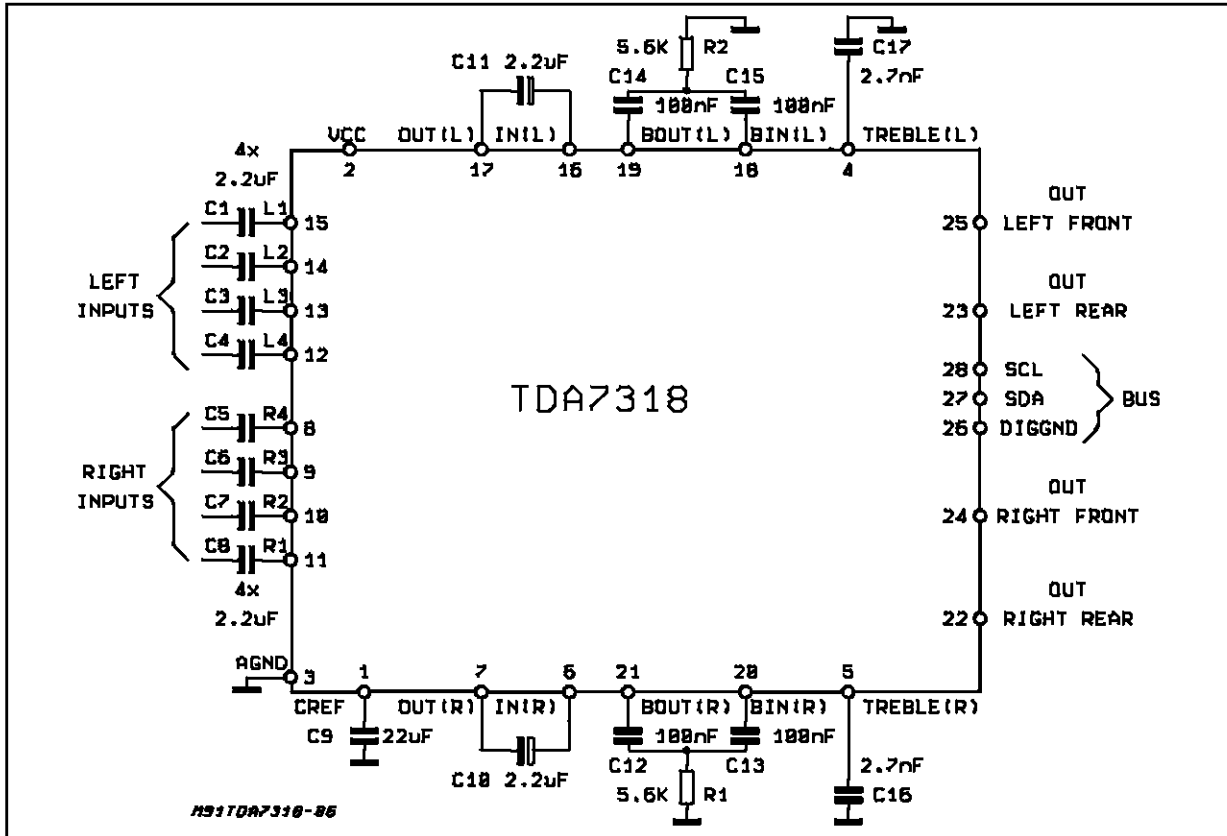 5.6K R2
C17
2.7nF
C11 2.2uF
C14 C15
100nF 100nF
VCC OUT(L) IN(L) BOUT(L) BIN(L) TREBLE(L)
2 17 16 19 18 4
4x
2.2uF
C1 L1 15
C2 L2 14
C3 L3 13
C4 L4 12
LEFT
INPUTS
C5 R4 8
C6 R3 9
C7 R2 10
C8 R1 11
RIGHT
INPUTS
4x
2.2uF
TDA7318
OUT
25 LEFT FRONT
OUT
23 LEFT REAR
28 SCL
27 SDA
26 DIGGND
BUS
OUT
24 RIGHT FRONT
OUT
22 RIGHT REAR
AGND
3 1 7 6 21 20 5
CREF OUT(R) IN(R) BOUT(R) BIN(R) TREBLE(R)
C9 22uF
C10 2.2uF
100nF 100nF
C12 C13
5.6K R1
2.7nF
C16
M91TDA7318-06